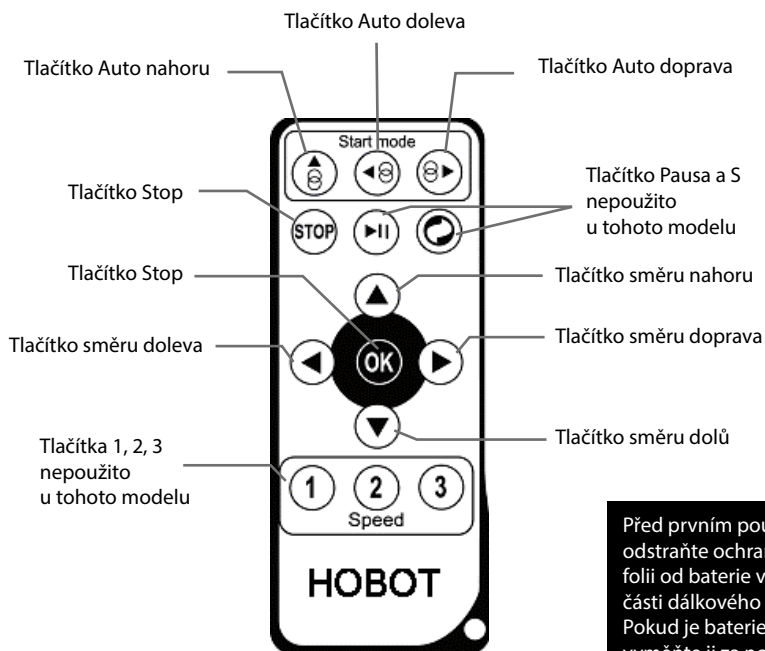 Tlačítko Auto doleva
Tlačítko Auto nahoru
Tlačítko Auto doprava
Start mode
Tlačítko Pausa a S
nepoužito
u tohoto modelu
Tlačítko Stop
STOP
Tlačítko Stop
Tlačítko směru nahoru
Tlačítko směru doleva
OK
Tlačítko směru doprava
Tlačítko směru dolů
Tlačítka 1, 2, 3
nepoužito
u tohoto modelu
1 2 3
Speed
HOBOT
Před prvním
odstraňte
folii od baterie
části dálkového
Pokud je baterie